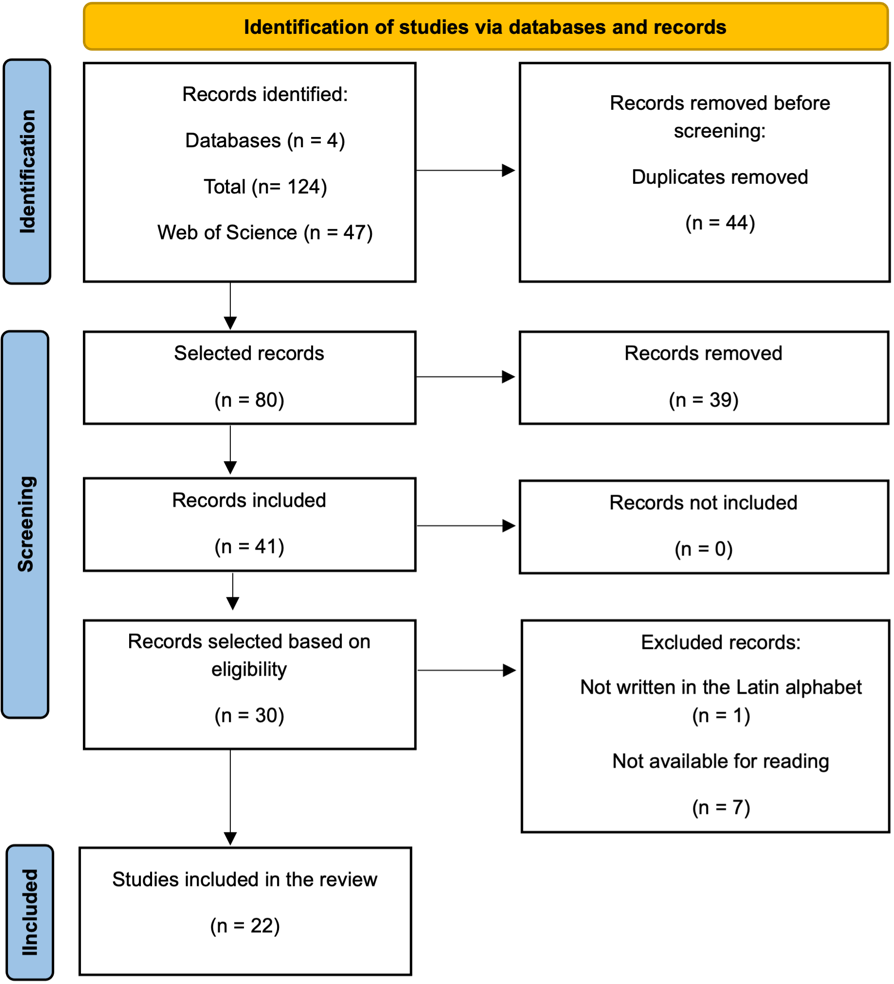 Identification of studies via databases and records
Identification
Records identified:
Databases (n = 4)
Total (n= 124)
Web of Science (n = 47)
Records removed before
screening:
Duplicates removed
(n = 44)
Screening
Selected records
(n = 80)
Records removed
(n = 39)
Records included
(n = 41)
Records not included
(n = 0)
Records selected based on
eligibility
(n = 30)
Excluded records:
Not written in the Latin alphabet
(n = 1)
Not available for reading
(n = 7)
IIncluded
Studies included in the review
(n = 22)